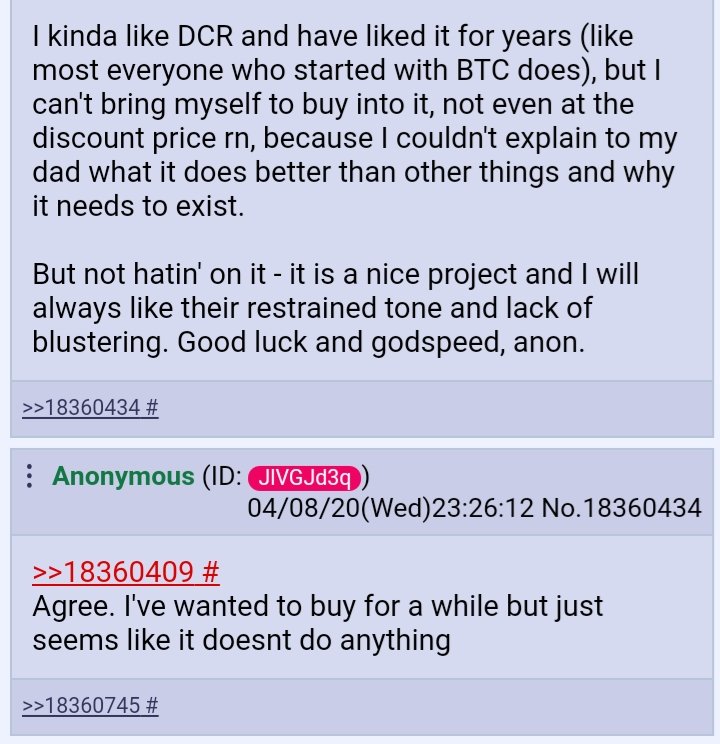 I kinda like DCR and have liked it for years (like
most everyone who started with BTC does), but I
can't bring myself to buy into it, not even at the
discount price rn, because I couldn't explain to my
dad what it does better than other things and why
it needs to exist.
But not hatin' on it - it is a nice project and I will
always like their restrained tone and lack of
blustering. Good luck and godspeed, anon.
>>18360434 #
Anonymous (ID: JIVGJd3q)
04/08/20(Wed)23:26:12 No.18360434
>>18360409 #
Agree. I've wanted to buy for a while but just
seems like it doesnt do anything
>>18360745 #